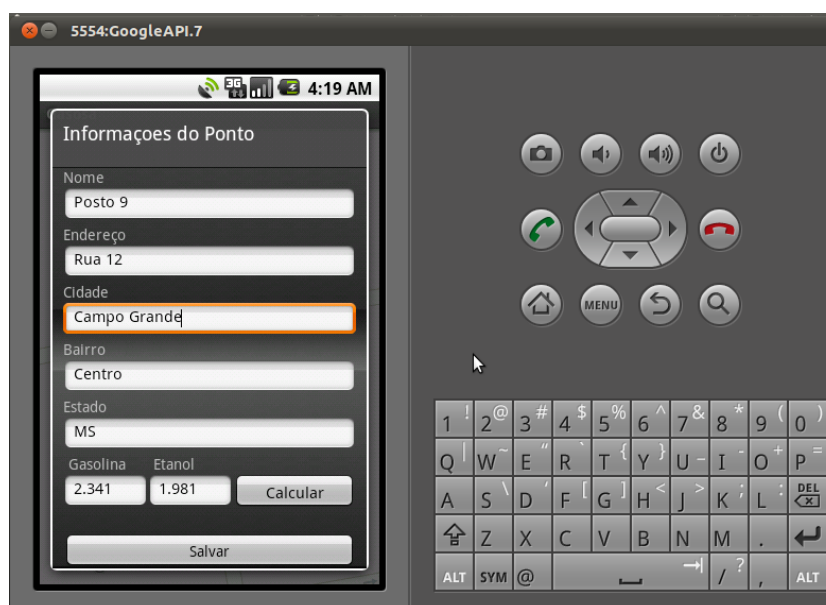 5554:GoogleAPI.7
3G 4:19 AM
Informaçoes do Ponto
Nome
Posto 9
Endereço
Rua 12
Cidade
Campo Grande
Bairro
Centro
Estado
MS
Gasolina Etanol
2.341 1.981 Calcular
Salvar
MENU
1 ! 2 @ 3 # 4 $ 5 % 6 ^ 7 & 8 * 9 ( 0 )
Q | W ~ E " R ` T { Y } U - I - O + P =
A S \ D ´ F [ G ] H < J > K ; L : DEL
Z X C V B N M .
ALT SYM @ / ? , ALT